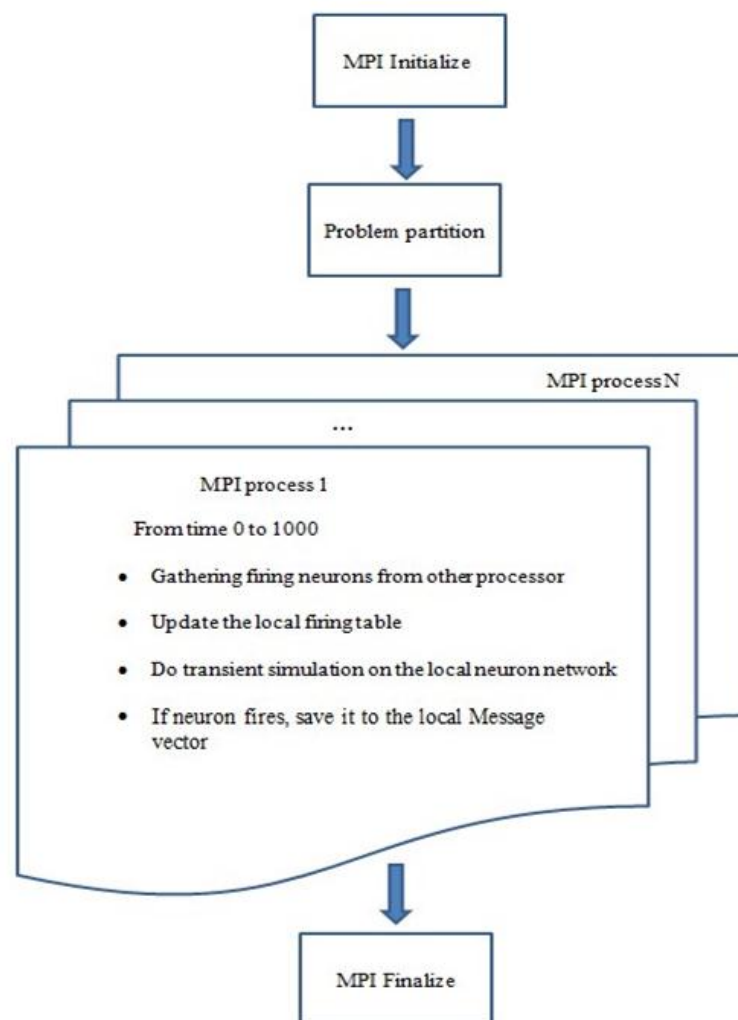 MPI Initialize
Problem partition
MPI process N
...
MPI process 1
From time 0 to 1000
• Gathering firing neurons from other processor
• Update the local firing table
• Do transient simulation on the local neuron network
• If neuron fires, save it to the local Message
vector
MPI Finalize